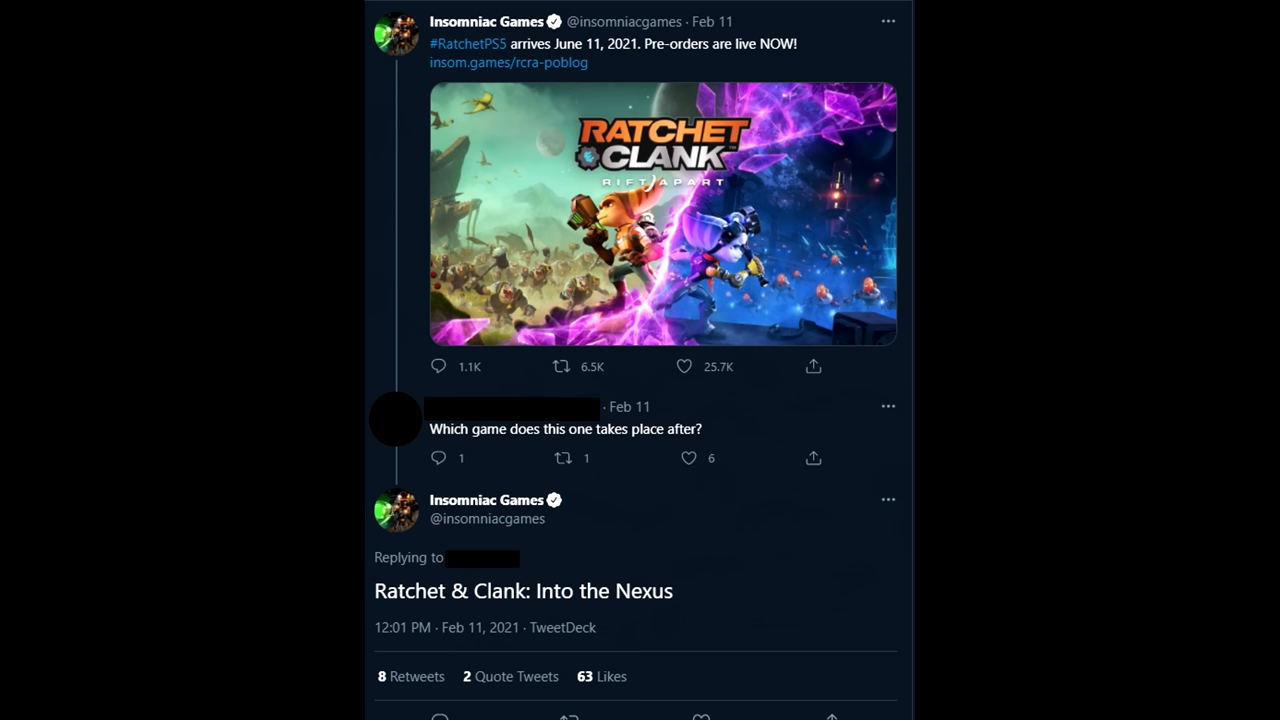 Insomniac Games @insomniacgames · Feb 11
#RatchetPS5 arrives June 11, 2021. Pre-orders are live NOW!
insom.games/rcra-poblog
RATCHET
CLANK™
RIFT APART
1.1K 6.5K 25.7K
· Feb 11
Which game does this one takes place after?
1 1 6
Insomniac Games
@insomniacgames
Replying to
Ratchet & Clank: Into the Nexus
12:01 PM · Feb 11, 2021 · TweetDeck
8 Retweets 2 Quote Tweets 63 Likes